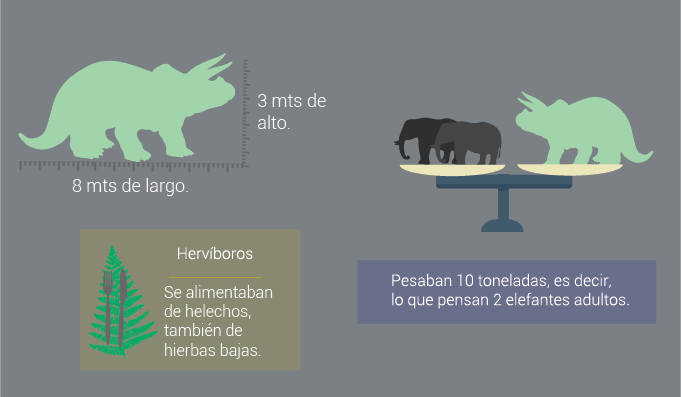 3 mts de
alto.
8 mts de largo.
Hervíboros
Se alimentaban
de helechos,
también de
hierbas bajas.
Pesaban 10 toneladas, es decir,
lo que pensan 2 elefantes adultos.